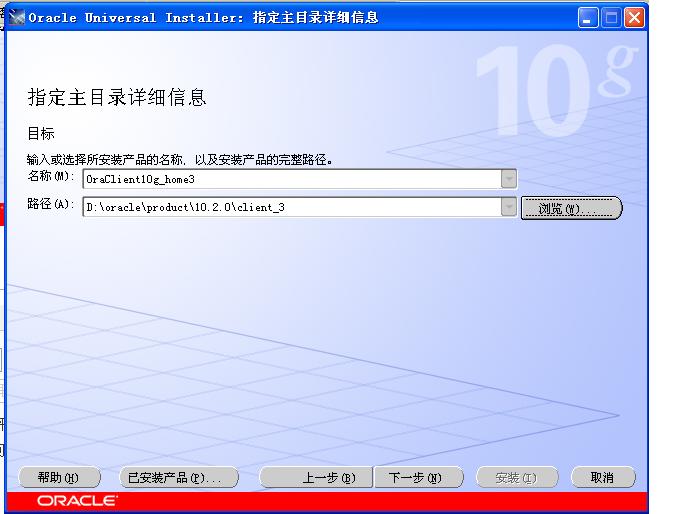 Oracle Universal Installer: 指定主目录详细信息
10g
指定主目录详细信息
目标
输入或选择所安装产品的名称, 以及安装产品的完整路径。
名称(M): OraClient10g_home3
路径(A): D:\oracle\product\10.2.0\client_3 浏览(W)...
帮助(H) 已安装产品(P)... 上一步(B) 下一步(N) 安装(I) 取消
ORACLE